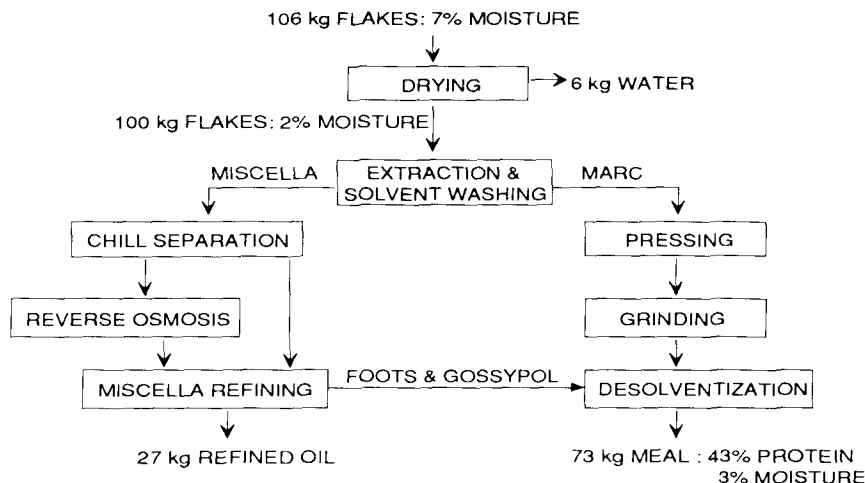 106 kg FLAKES: 7% MOISTURE
DRYING
6 kg WATER
100 kg FLAKES: 2% MOISTURE
MISCELLA
EXTRACTION &
SOLVENT WASHING
MARC
CHILL SEPARATION
PRESSING
REVERSE OSMOSIS
GRINDING
MISCELLA REFINING
FOOTS & GOSSYPOL
DESOLVENTIZATION
27 kg REFINED OIL
73 kg MEAL : 43% PROTEIN
3% MOISTURE